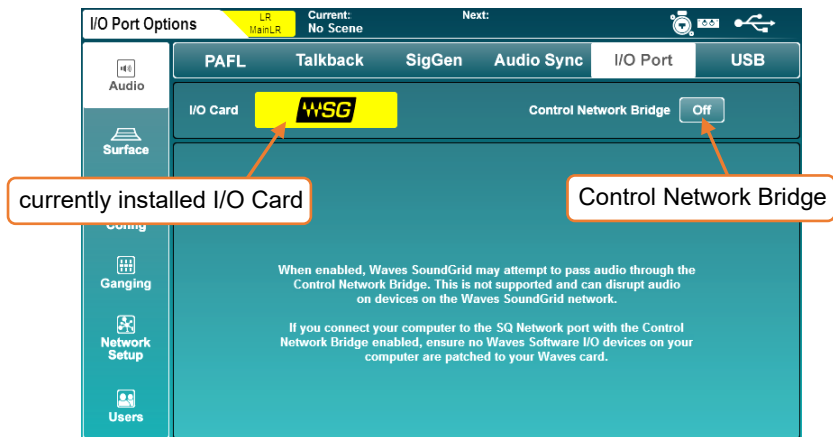 I/O Port Options
LR
MainLR
Current:
No Scene
Next:
PAFL
Talkback
SigGen
Audio Sync
I/O Port
USB
Audio
I/O Card
WSG
Control Network Bridge
Off
Surface
currently installed I/O Card
Control Network Bridge
Config
When enabled, Waves SoundGrid may attempt to pass audio through the
Control Network Bridge. This is not supported and can disrupt audio
on devices on the Waves SoundGrid network.
Ganging
If you connect your computer to the SQ Network port with the Control
Network Bridge enabled, ensure no Waves Software I/O devices on your
computer are patched to your Waves card.
Network
Setup
Users